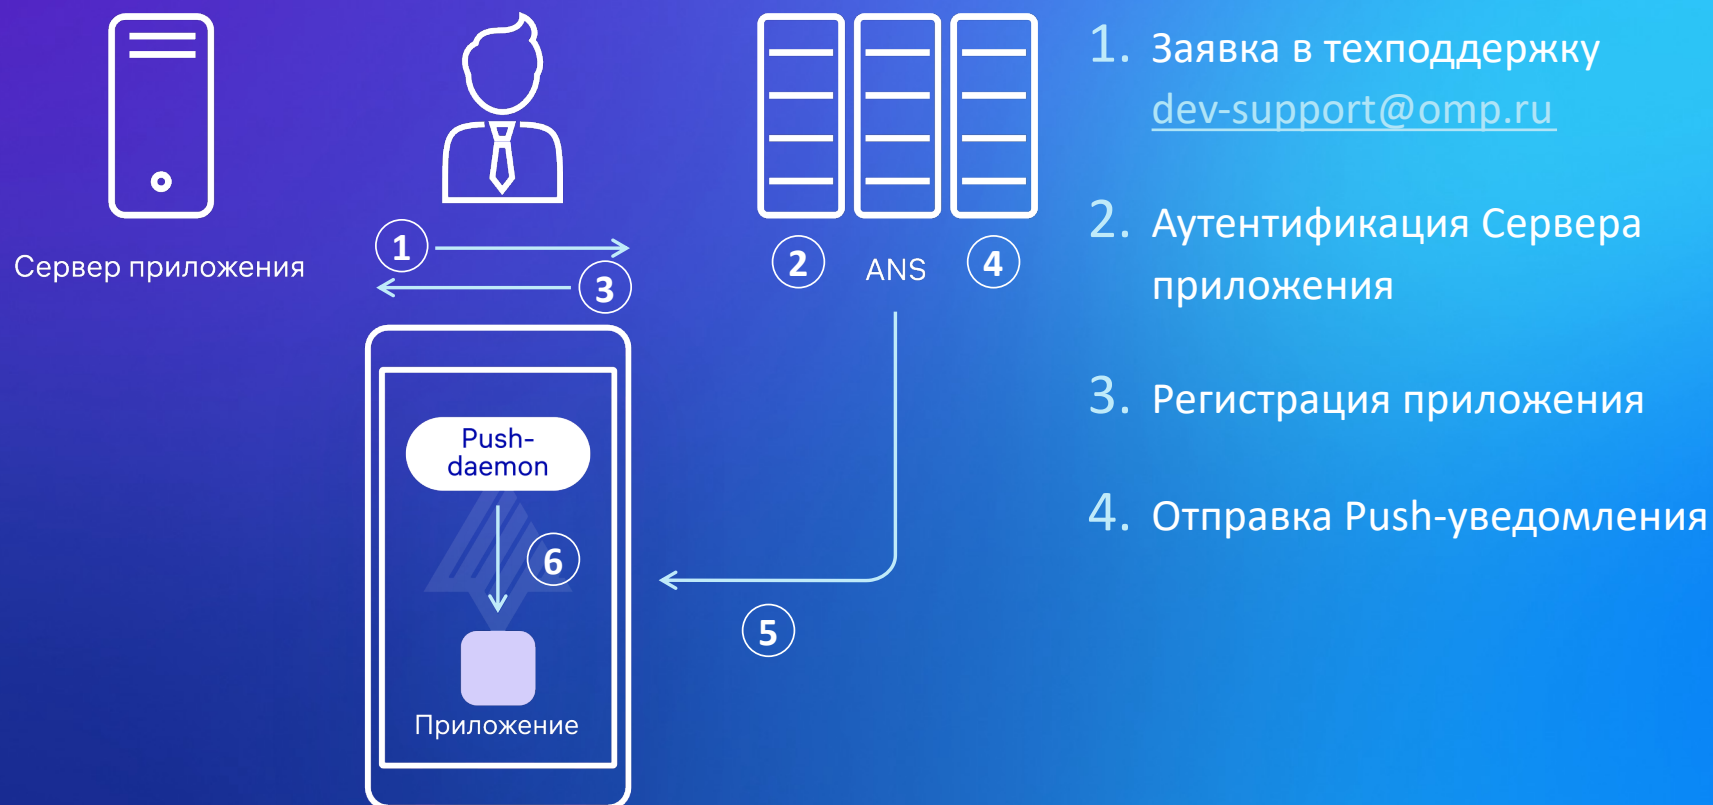 Сервер приложения
1
3
2
ANS
4
Push-
daemon
6
Приложение
5
1. Заявка в техподдержку
dev-support@omp.ru
2. Аутентификация Сервера
приложения
3. Регистрация приложения
4. Отправка Push-уведомления